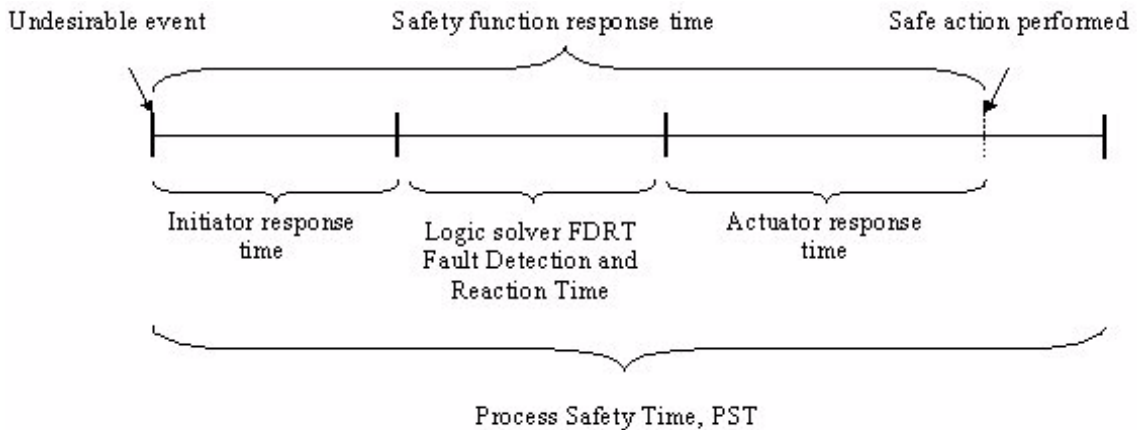 Undesirable event
Safety function response time
Safe action performed
Initiator response
time
Logic solver FDRT
Fault Detection and
Reaction Time
Actuator response
time
Process Safety Time, PST